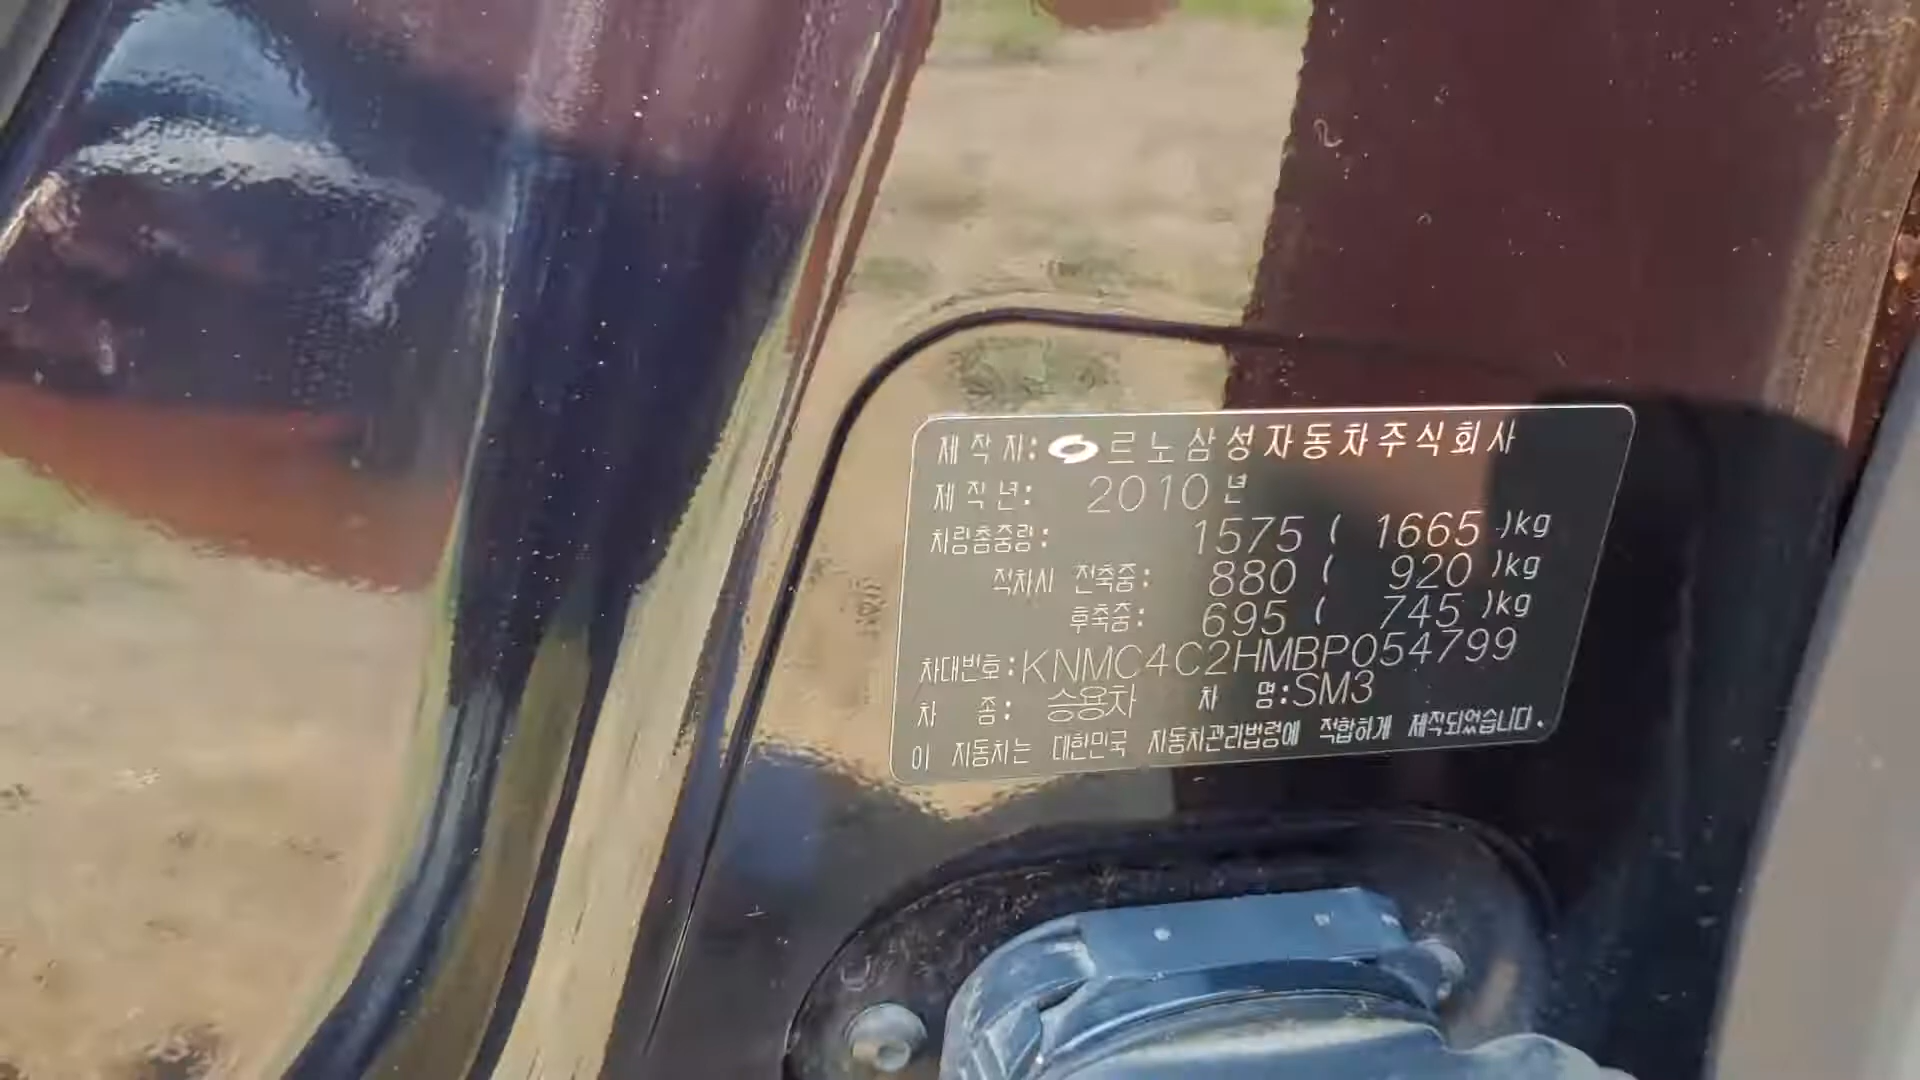 제 작 자: 르노삼성자동차주식회사
제 작 년: 2010년
차량총중량: 1575 ( 1665 )kg
적차시 전축중: 880 ( 920 )kg
후축중: 695 ( 745 )kg
차대번호:KNMC4C2HMBP054799
차 종: 승용차 차 명:SM3
이 자동차는 대한민국 자동차관리법령에 적합하게 제작되었습니다.